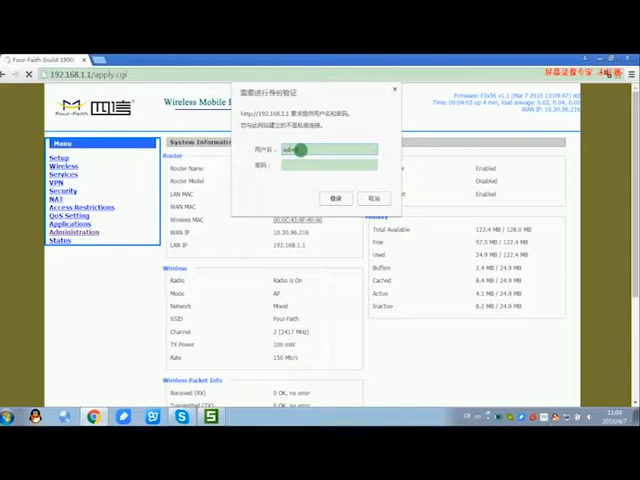 Four-Faith (build 1800)
屏幕录像专家 未注册
192.168.1.1/apply.cgi
需要进行身份验证
http://192.168.1.1 要求提供用户名和密码。
您与此网站建立的不是私密连接。
用户名：
密码：
登录
取消
四信
Four-Faith
Wireless Mobile
Firmware: F3x36 v1.1 (Mar 7 2016 13:09:47)
Time: 00:04:03 up 4 min, load average: 0.02, 0.04,
WAN IP: 10.30.96.216
Menu
Setup
Wireless
Services
VPN
Security
NAT
Access Restrictions
QoS Setting
Applications
Administration
Status
System Informati
Router
Router Name
Router Model
LAN MAC
WAN MAC
Wireless MAC
WAN IP
10.30.96.216
LAN IP
192.168.1.1
Enabled
Disabled
Enabled
Enabled
Memory
Total Available
122.4 MB / 128.0 MB
Free
97.5 MB / 122.4 MB
Used
24.9 MB / 122.4 MB
Buffers
2.4 MB / 24.9 MB
Cached
8.4 MB / 24.9 MB
Active
4.1 MB / 24.9 MB
Inactive
8.2 MB / 24.9 MB
Wireless
Radio
Radio is On
Mode
AP
Network
Mixed
SSID
Four-Faith
Channel
2 (2417 MHz)
TX Power
100 mW
Rate
150 Mb/s
Wireless Packet Info
Received (RX)
0 OK, no error
Transmitted (TX)
0 OK, no error
11:04
2016/4/7